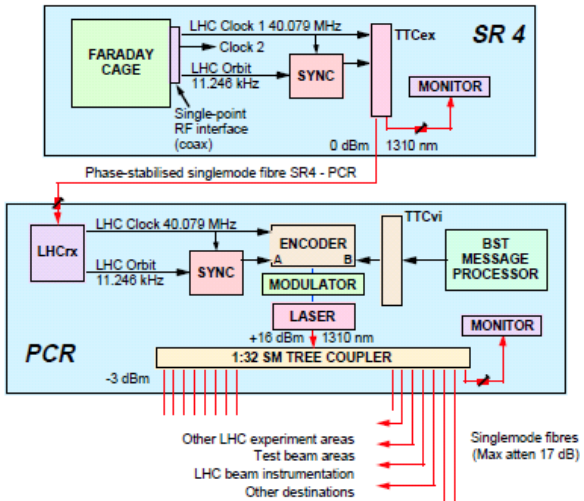 LHC Clock 1 40.079 MHz
TTCex
SR 4
FARADAY
CAGE
Clock 2
LHC Orbit
11.246 kHz
SYNC
MONITOR
Single-point
RF interface
(coax)
0 dBm
1310 nm
Phase-stabilised singlemode fibre SR4 - PCR
LHC Clock 40.079 MHz
TTCvi
LHCrx
ENCODER
A
B
BST
MESSAGE
PROCESSOR
LHC Orbit
11.246 kHz
SYNC
MODULATOR
LASER
MONITOR
+16 dBm
1310 nm
PCR
1:32 SM TREE COUPLER
-3 dBm
Other LHC experiment areas
Test beam areas
LHC beam instrumentation
Other destinations
Singlemode fibres
(Max atten 17 dB)